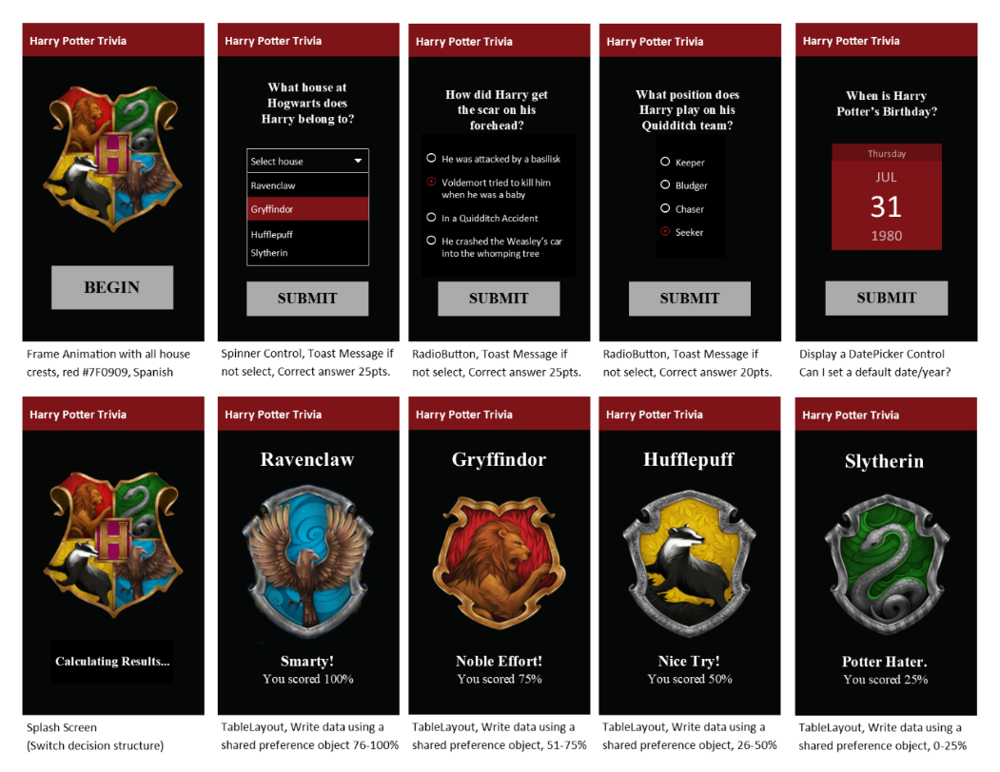 Harry Potter Trivia
BEGIN
Frame Animation with all house
crests, red #7F0909, Spanish
Harry Potter Trivia
What house at
Hogwarts does
Harry belong to?
Select house
Ravenclaw
Gryffindor
Hufflepuff
Slytherin
SUBMIT
Spinner Control, Toast Message if
not select, Correct answer 25pts.
Harry Potter Trivia
How did Harry get
the scar on his
forehead?
He was attacked by a basilisk
Voldemort tried to kill him
when he was a baby
In a Quidditch Accident
He crashed the Weasley's car
into the whomping tree
SUBMIT
RadioButton, Toast Message if
not select, Correct answer 25pts.
Harry Potter Trivia
What position does
Harry play on his
Quidditch team?
Keeper
Bludger
Chaser
Seeker
SUBMIT
RadioButton, Toast Message if
not select, Correct answer 20pts.
Harry Potter Trivia
When is Harry
Potter's Birthday?
Thursday
JUL
31
1980
SUBMIT
Display a DatePicker Control
Can I set a default date/year?
Harry Potter Trivia
H
Calculating Results...
Splash Screen
(Switch decision structure)
Harry Potter Trivia
Ravenclaw
Smarty!
You scored 100%
TableLayout, Write data using a
shared preference object 76-100%
Harry Potter Trivia
Gryffindor
Noble Effort!
You scored 75%
TableLayout, Write data using a
shared preference object, 51-75%
Harry Potter Trivia
Hufflepuff
Nice Try!
You scored 50%
TableLayout, Write data using a
shared preference object, 26-50%
Harry Potter Trivia
Slytherin
Potter Hater.
You scored 25%
TableLayout, Write data using a
shared preference object, 0-25%